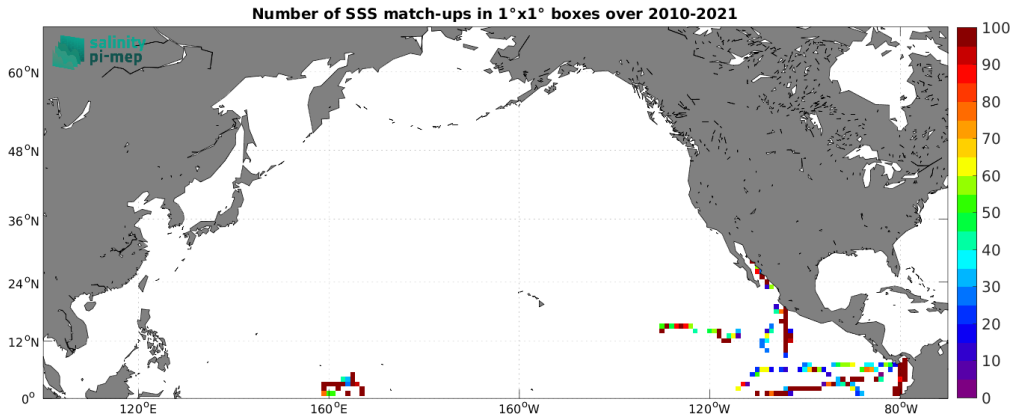 Number of SSS match-ups in 1°x1° boxes over 2010-2021
salinity
pi-mep
60°N
48°N
36°N
24°N
12°N
0°
120°E
160°E
160°W
120°W
80°W
100
90
80
70
60
50
40
30
20
10
0